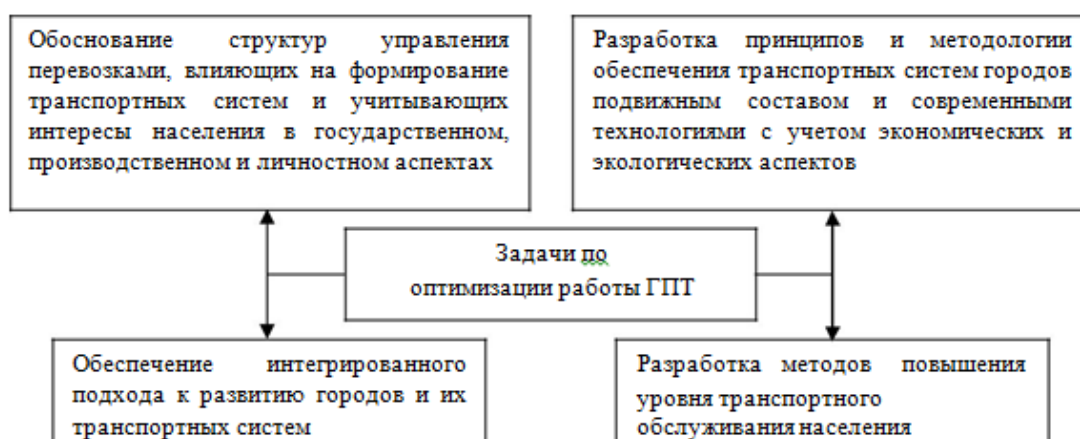 Обоснование структур управления
перевозками, влияющих на формирование
транспортных систем и учитывающих
интересы населения в государственном,
производственном и личностном аспектах
Разработка принципов и методологии
обеспечения транспортных систем городов
подвижным составом и современными
технологиями с учетом экономических и
экологических аспектов
Задачи по
оптимизации работы ГПТ
Обеспечение интегрированного
подхода к развитию городов и их
транспортных систем
Разработка методов повышения
уровня транспортного
обслуживания населения